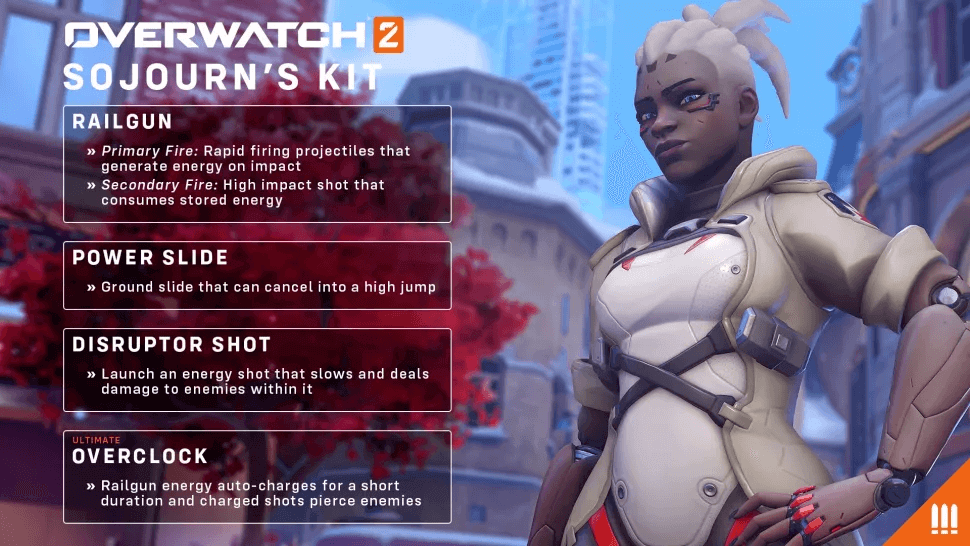 OVERWATCH 2
SOJOURN'S KIT
RAILGUN
» Primary Fire: Rapid firing projectiles that
generate energy on impact
» Secondary Fire: High impact shot that
consumes stored energy
POWER SLIDE
» Ground slide that can cancel into a high jump
DISRUPTOR SHOT
» Launch an energy shot that slows and deals
damage to enemies within it
ULTIMATE
OVERCLOCK
» Railgun energy auto-charges for a short
duration and charged shots pierce enemies